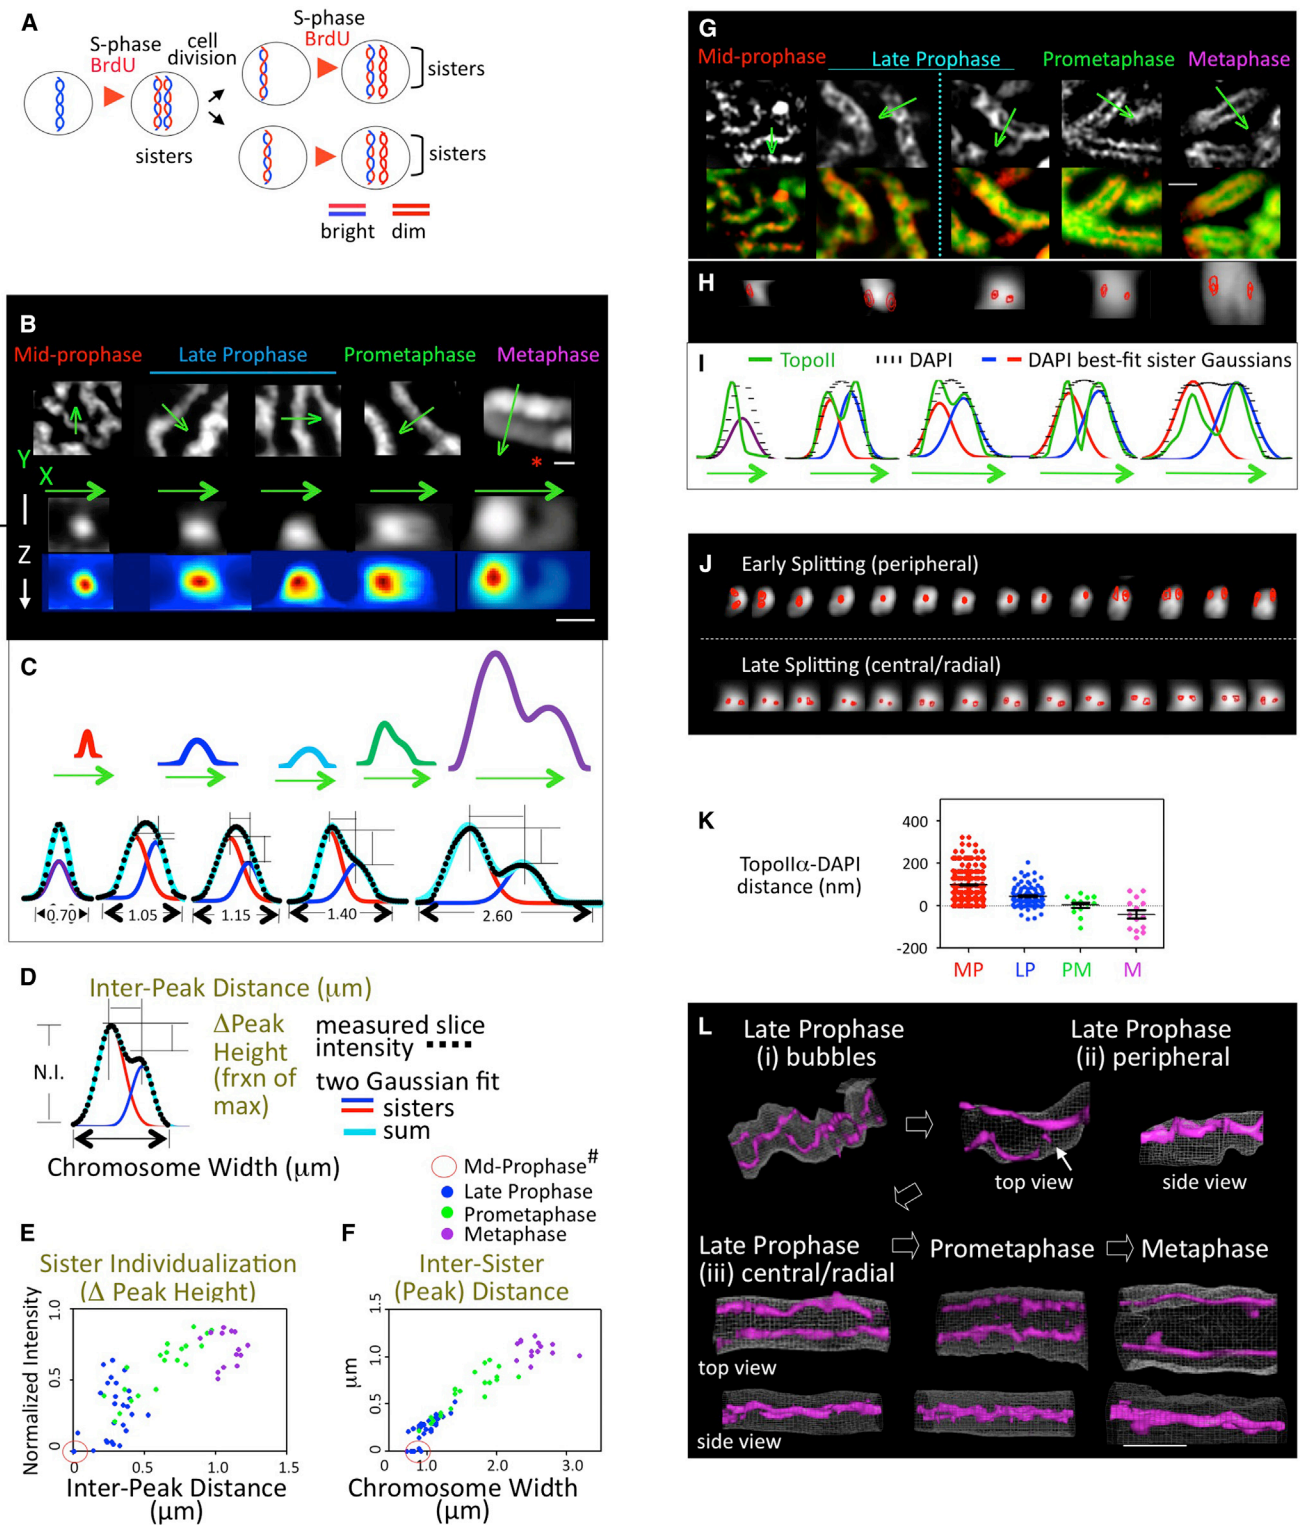 A
S-phase
BrdU
cell
division
sisters
S-phase
BrdU
sisters
sisters
bright
dim
B
Mid-prophase
Late Prophase
Prometaphase
Metaphase
*
Y
X
Z
C
0.70
1.05
1.15
1.40
2.60
D
Inter-Peak Distance (µm)
N.I.
ΔPeak
Height
(frxn of
max)
measured slice
intensity
two Gaussian fit
sisters
sum
Chromosome Width (µm)
Md-Prophase#
Late Prophase
Prometaphase
Metaphase
E
Sister Individualization
(Δ Peak Height)
Normalized Intensity
1.0
0.5
0
0
0.5
1.0
1.5
Inter-Peak Distance
(µm)
F
Inter-Sister
(Peak) Distance
µm
1.5
1.0
0.5
0
0
1.0
2.0
3.0
Chromosome Width
(µm)
G
Mid-prophase
Late Prophase
Prometaphase
Metaphase
H
I
TopoII
DAPI
DAPI best-fit sister Gaussians
J
Early Splitting (peripheral)
Late Splitting (central/radial)
K
TopoIIα-DAPI
distance (nm)
400
200
0
-200
MP
LP
PM
M
L
Late Prophase
(i) bubbles
Late Prophase
(ii) peripheral
top view
side view
Late Prophase
(iii) central/radial
Prometaphase
Metaphase
top view
side view